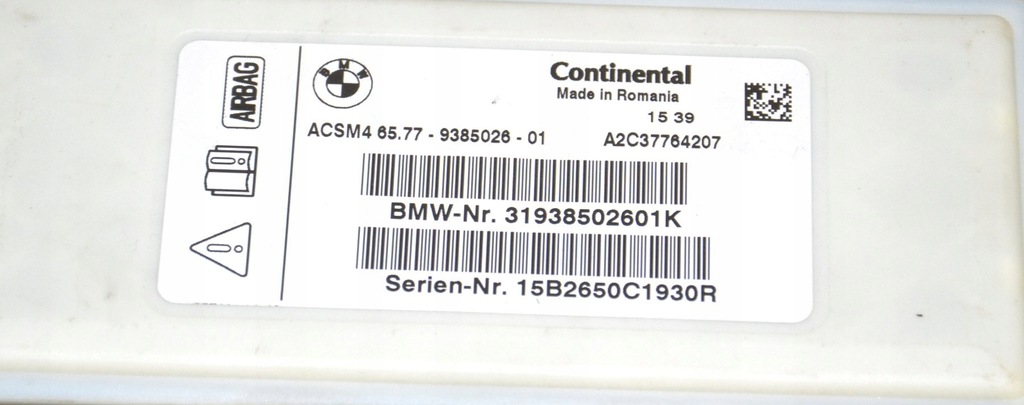 AIRBAG
BMW
Continental
Made in Romania
15 39
ACSM4 65.77 - 9385026 - 01 A2C37764207
BMW-Nr. 31938502601K
Serien-Nr. 15B2650C1930R